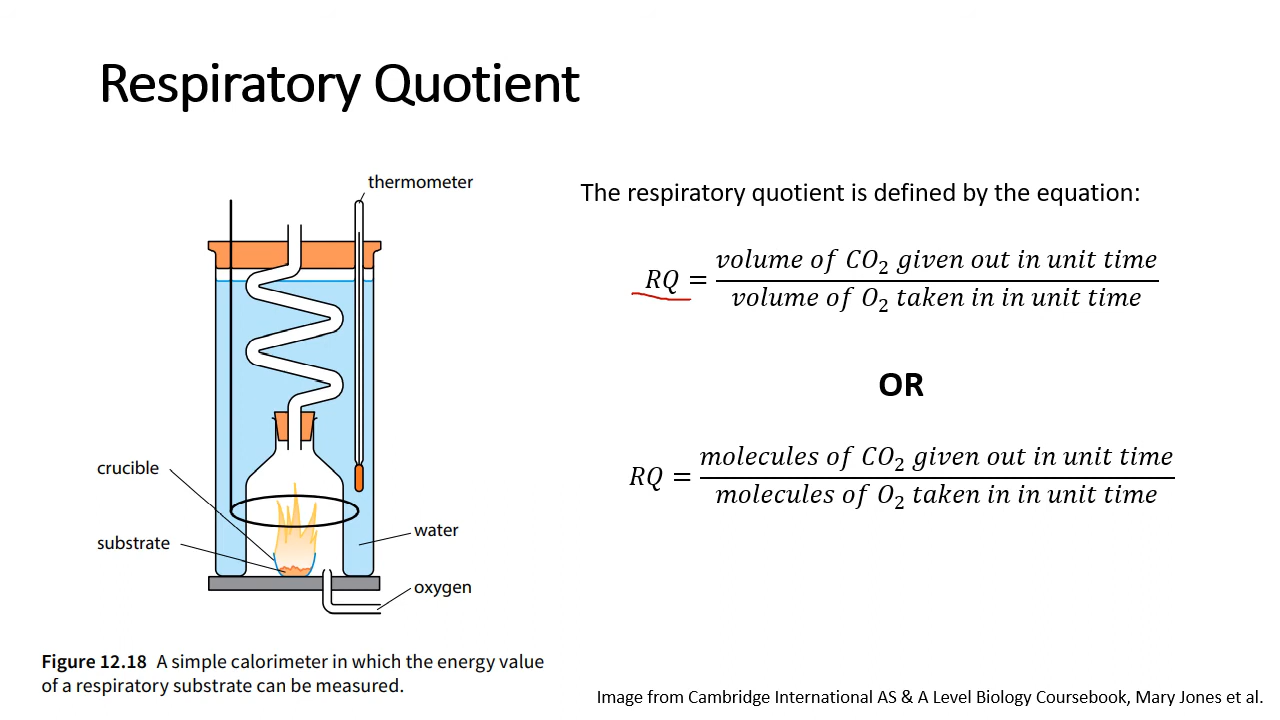 Respiratory Quotient
thermometer
crucible
substrate
water
oxygen
Figure 12.18 A simple calorimeter in which the energy value
of a respiratory substrate can be measured.
The respiratory quotient is defined by the equation:
RQ = volume of CO₂ given out in unit time / volume of O₂ taken in in unit time
OR
RQ = molecules of CO₂ given out in unit time / molecules of O₂ taken in in unit time
Image from Cambridge International AS & A Level Biology Coursebook, Mary Jones et al.